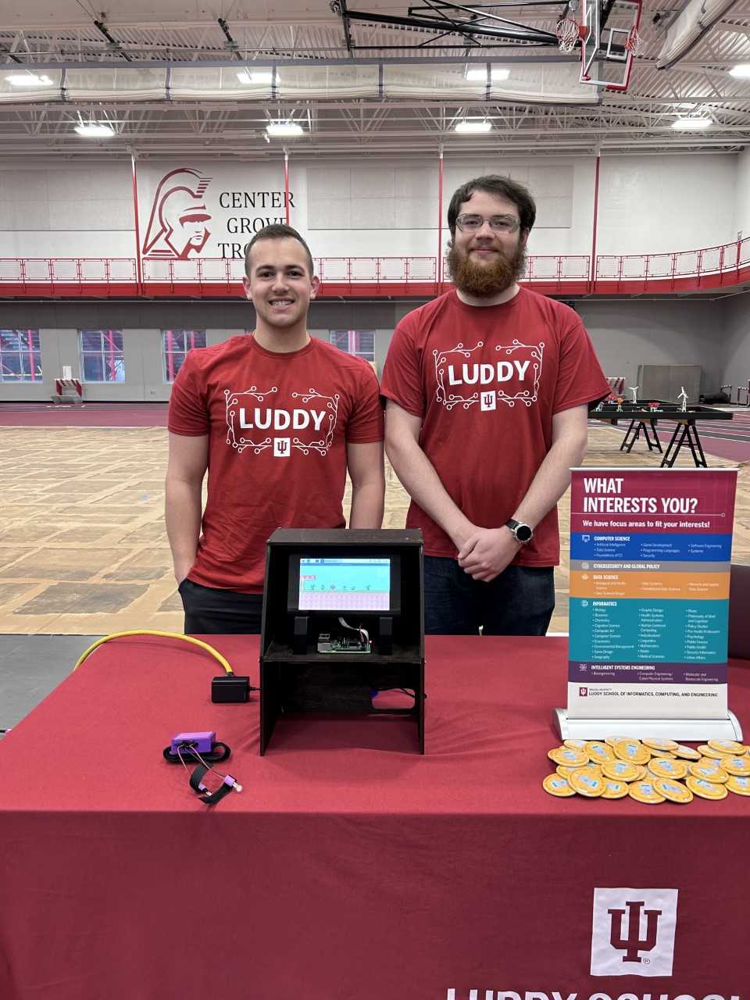 CENTER
GROVE
TRO
LUDDY
LUDDY
WHAT
INTERESTS YOU?
We have focus areas to fit your interests!
COMPUTER SCIENCE
• Artificial Intelligence
• Data Science
• Foundations of CS
• Game Development
• Programming Languages
• Security
• Software Engineering
• Systems
CYBERSECURITY AND GLOBAL POLICY
DATA SCIENCE
• Biological and Health
Science
• Data Science Design
• Data Systems
• Foundational Data Science
• Network and Applied
Data Science
INFORMATICS
• Biology
• Business
• Chemistry
• Cognitive Science
• Computer Art
• Computer Science
• Economics
• Environmental Management
• Game Design
• Geography
• Graphic Design
• Health Systems
Administration
• Human-Centered
Computing
• Individualized
• Linguistics
• Mathematics
• Media
• Medical Sciences
• Music
• Philosophy of Mind
and Cognition
• Policy Studies
• Pre-Health Professions
• Psychology
• Public Finance
• Public Health
• Security Informatics
• Urban Affairs
INTELLIGENT SYSTEMS ENGINEERING
• Bioengineering
• Computer Engineering/
Cyber-Physical Systems
• Molecular and
Nanoscale Engineering
INDIANA UNIVERSITY
LUDDY SCHOOL OF INFORMATICS, COMPUTING, AND ENGINEERING
LUDDY SCHOOL